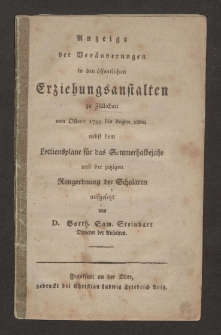 Anzeige
der Veränderungen
in den öffentlichen
Erziehungsanstalten
zu Züllichau
von Ostern 1799 bis dahin 1800
nebst dem
Lectionsplane für das Sommerhalbejahr
und der jetzigen
Rangordnung der Scholaren
aufgesetzt
von
D. Gotth. Sam. Steinbart
Director der Anstalten.
Frankfurt an der Oder,
gedruckt bei Christian Ludwig Friedrich Apitz.